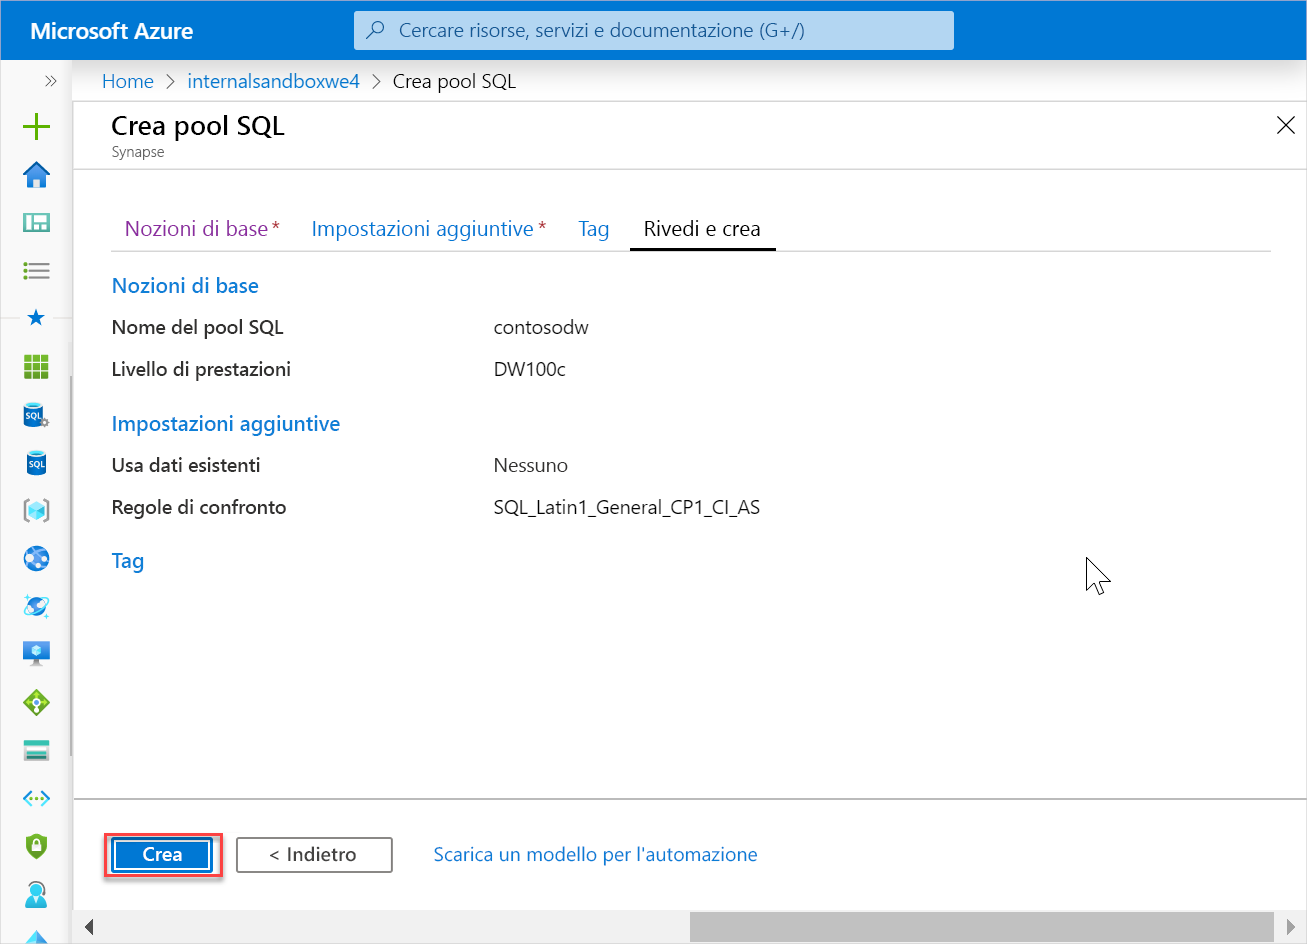 Microsoft Azure
Cercare risorse, servizi e documentazione (G+/)
Home > internalsandboxwe4 > Crea pool SQL
Crea pool SQL
Synapse
Nozioni di base * Impostazioni aggiuntive * Tag Rivedi e crea
Nozioni di base
Nome del pool SQL contosodw
Livello di prestazioni DW100c
Impostazioni aggiuntive
Usa dati esistenti Nessuno
Regole di confronto SQL_Latin1_General_CP1_CI_AS
Tag
SQL
SQL
Crea < Indietro Scarica un modello per l'automazione